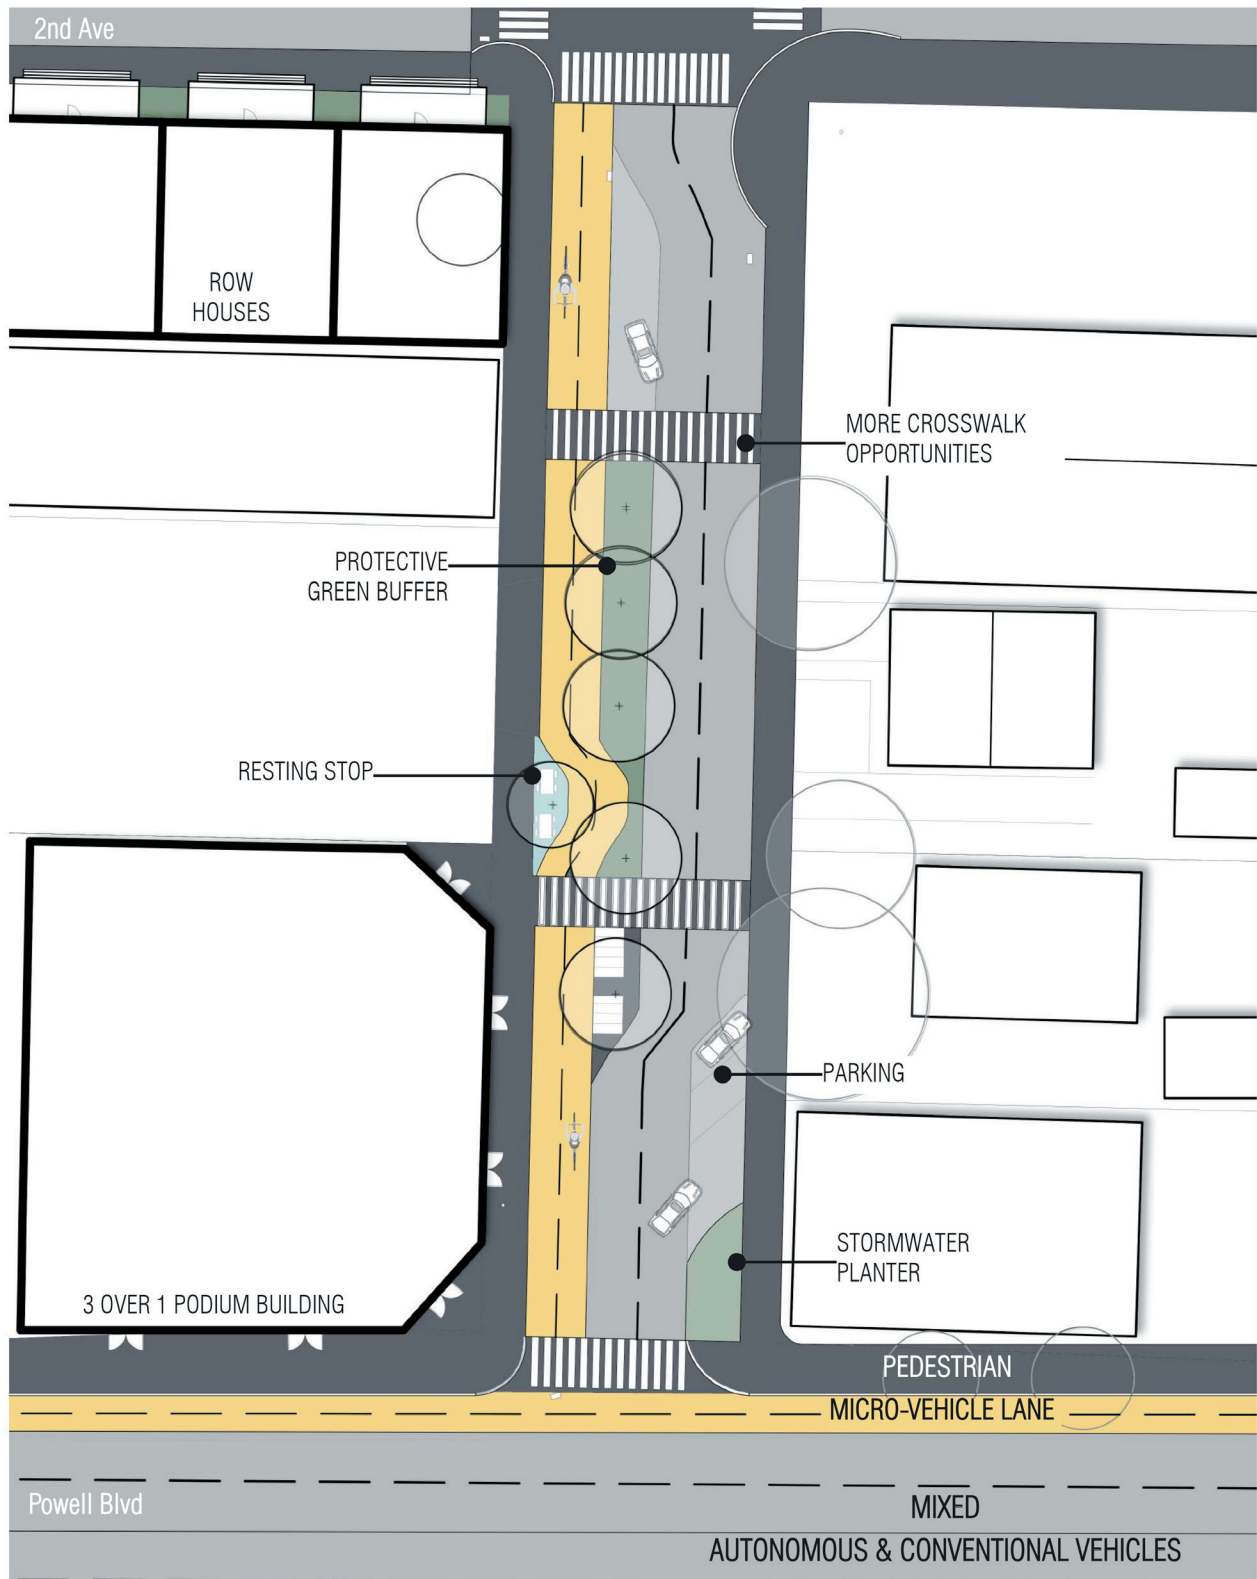 2nd Ave
ROW
HOUSES
MORE CROSSWALK
OPPORTUNITIES
PROTECTIVE
GREEN BUFFER
RESTING STOP
PARKING
STORMWATER
PLANTER
3 OVER 1 PODIUM BUILDING
PEDESTRIAN
MICRO-VEHICLE LANE
Powell Blvd
MIXED
AUTONOMOUS & CONVENTIONAL VEHICLES